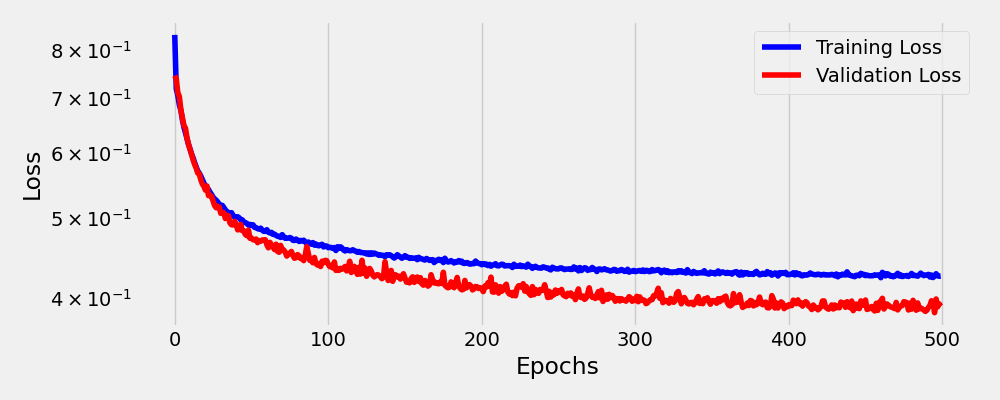 Loss
8 × 10⁻¹
7 × 10⁻¹
6 × 10⁻¹
5 × 10⁻¹
4 × 10⁻¹
Training Loss
Validation Loss
0 100 200 300 400 500
Epochs